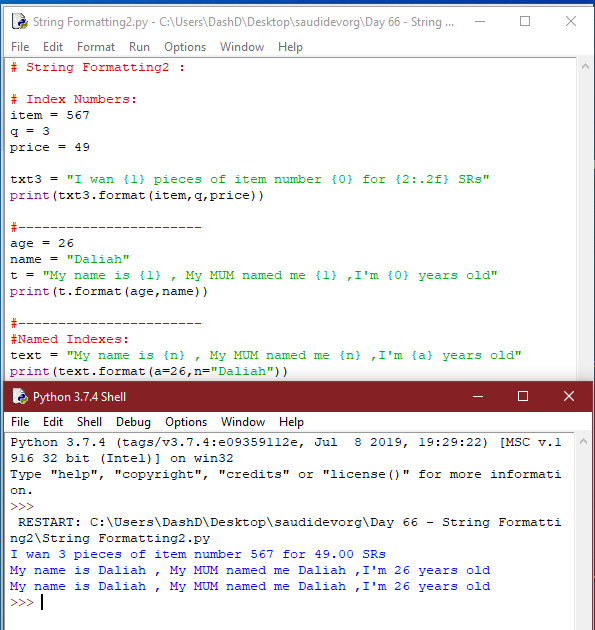 String Formatting2.py - C:\Users\DashD\Desktop\saudidevorg\Day 66 - String ...
File Edit Format Run Options Window Help
# String Formatting2 :
# Index Numbers:
item = 567
q = 3
price = 49
txt3 = "I wan {1} pieces of item number {0} for {2:.2f} SRs"
print(txt3.format(item,q,price))
#-----------------------
age = 26
name = "Daliah"
t = "My name is {1} , My MUM named me {1} ,I'm {0} years old"
print(t.format(age,name))
#-----------------------
#Named Indexes:
text = "My name is {n} , My MUM named me {n} ,I'm {a} years old"
print(text.format(a=26,n="Daliah"))
Python 3.7.4 Shell
File Edit Shell Debug Options Window Help
Python 3.7.4 (tags/v3.7.4:e09359112e, Jul  8 2019, 19:29:22) [MSC v.1
916 32 bit (Intel)] on win32
Type "help", "copyright", "credits" or "license()" for more informati
on.
>>>
RESTART: C:\Users\DashD\Desktop\saudidevorg\Day 66 - String Formatti
ng2\String Formatting2.py
I wan 3 pieces of item number 567 for 49.00 SRs
My name is Daliah , My MUM named me Daliah ,I'm 26 years old
My name is Daliah , My MUM named me Daliah ,I'm 26 years old
>>>